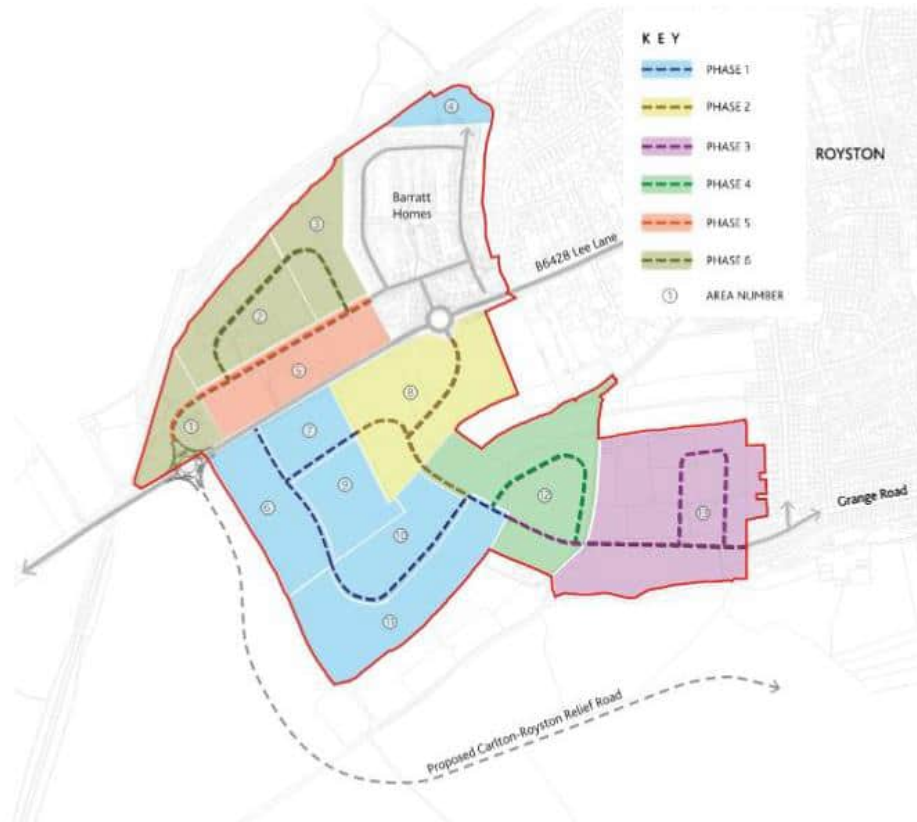 KEY
PHASE 1
PHASE 2
PHASE 3
PHASE 4
PHASE 5
PHASE 6
① AREA NUMBER
ROYSTON
④
Barratt
Homes
③
B6428 Lee Lane
②
⑤
⑧
①
⑦
⑨
⑥
⑫
⑬
Grange Road
⑩
⑪
Proposed Carlton-Royston Relief Road